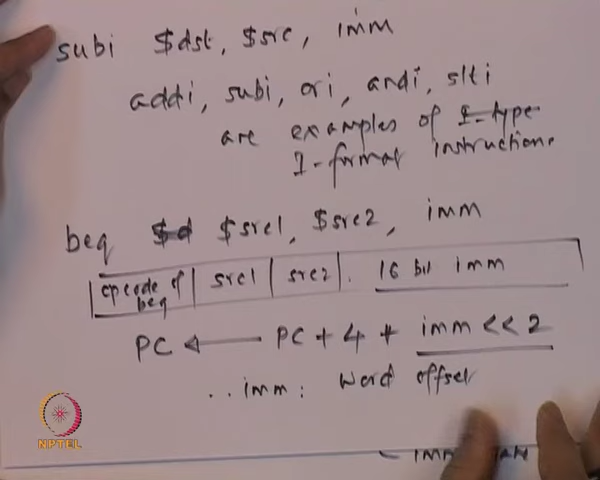 subi $dst, $src, imm
addi, subi, ori, andi, slti
are examples of I-type
I-format instructions
beq $d $src1, $src2, imm
opcode of beq | src1 | src2 | 16 bit imm
PC ← PC + 4 + imm << 2
..imm: Word offset
NPTEL